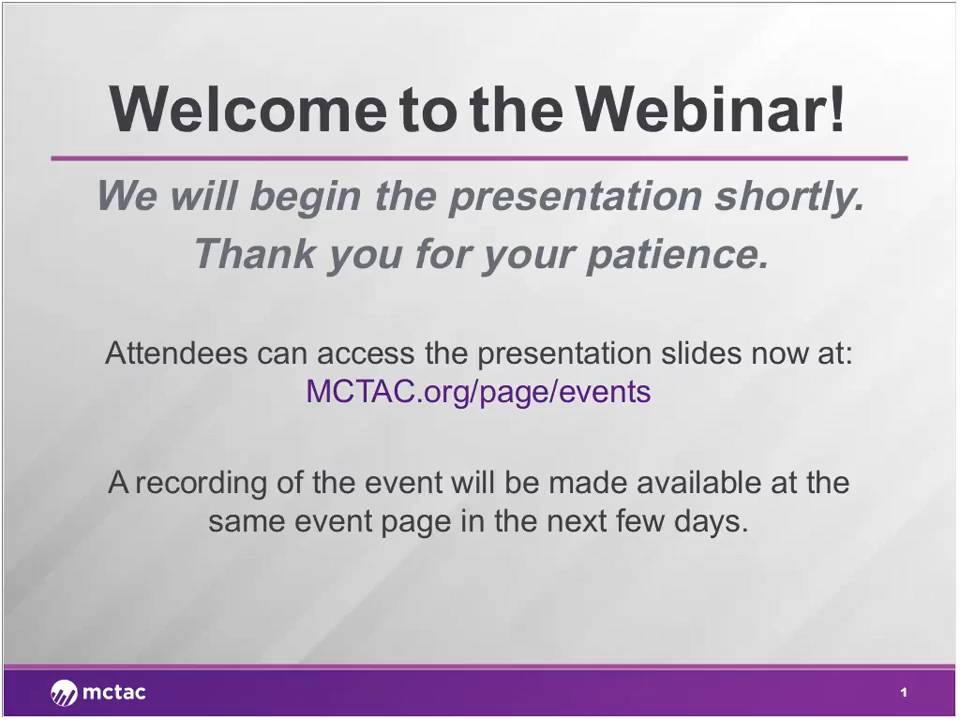 Welcome to the Webinar!
We will begin the presentation shortly.
Thank you for your patience.
Attendees can access the presentation slides now at:
MCTAC.org/page/events
A recording of the event will be made available at the
same event page in the next few days.
mctac
1